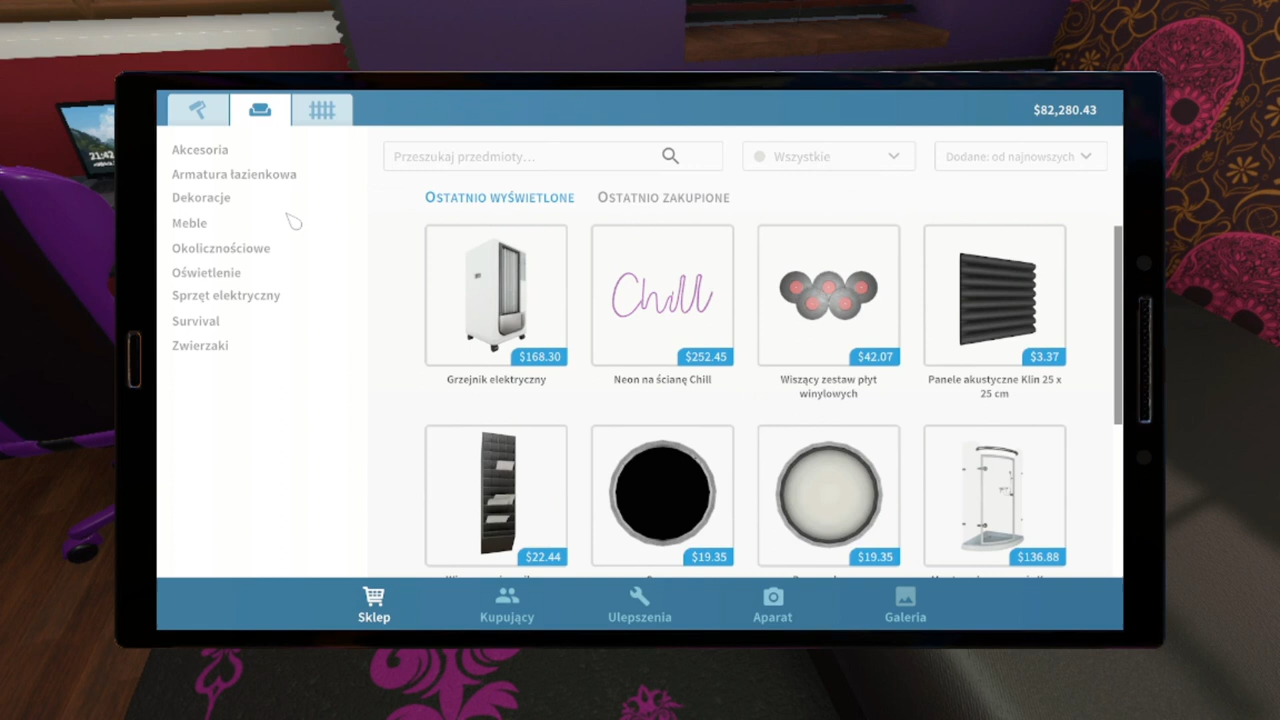 $82,280.43
Akcesoria
Armatura łazienkowa
Dekoracje
Meble
Okolicznościowe
Oświetlenie
Sprzęt elektryczny
Survival
Zwierzaki
Przeszukaj przedmioty...
Wszystkie
Dodane: od najnowszych
OSTATNIO WYŚWIETLONE
OSTATNIO ZAKUPIONE
$168.30
$252.45
$42.07
$3.37
Grzejnik elektryczny
Neon na ścianę Chill
Wiszący zestaw płyt
winylowych
Panele akustyczne Klin 25 x
25 cm
Chill
$22.44
$19.35
$19.35
$136.88
Sklep
Kupujący
Ulepszenia
Aparat
Galeria
21:42